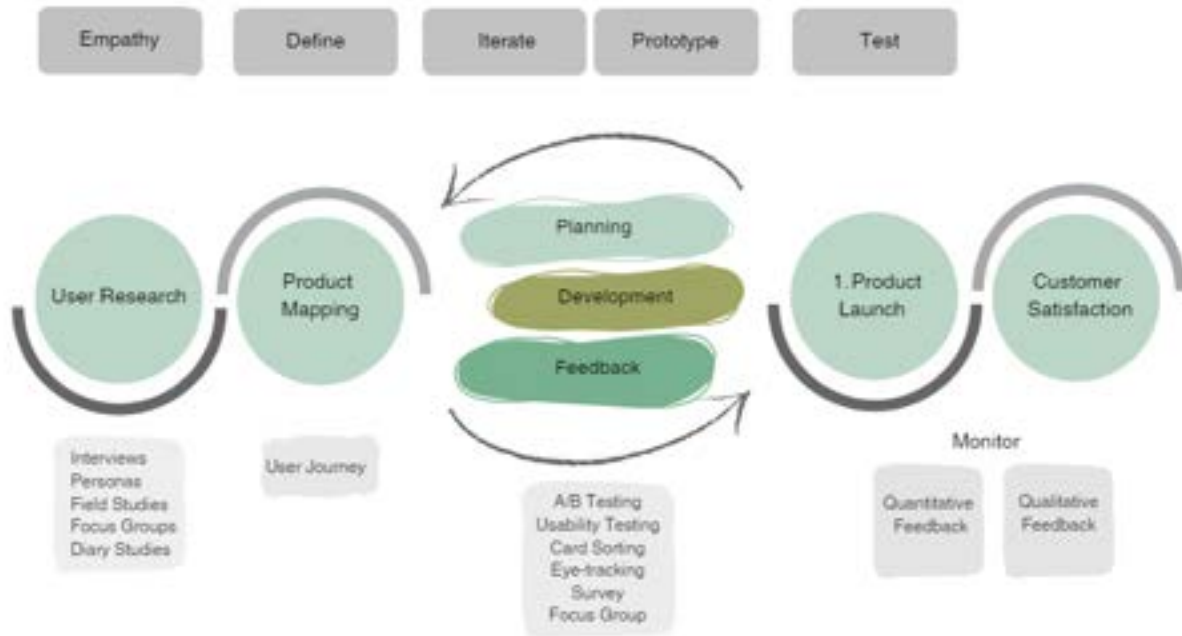 Empathy
Define
Iterate
Prototype
Test
User Research
Product
Mapping
Planning
Development
Feedback
1. Product
Launch
Customer
Satisfaction
Interviews
Personas
Field Studies
Focus Groups
Diary Studies
User Journey
A/B Testing
Usability Testing
Card Sorting
Eye-tracking
Survey
Focus Group
Monitor
Quantitative
Feedback
Qualitative
Feedback